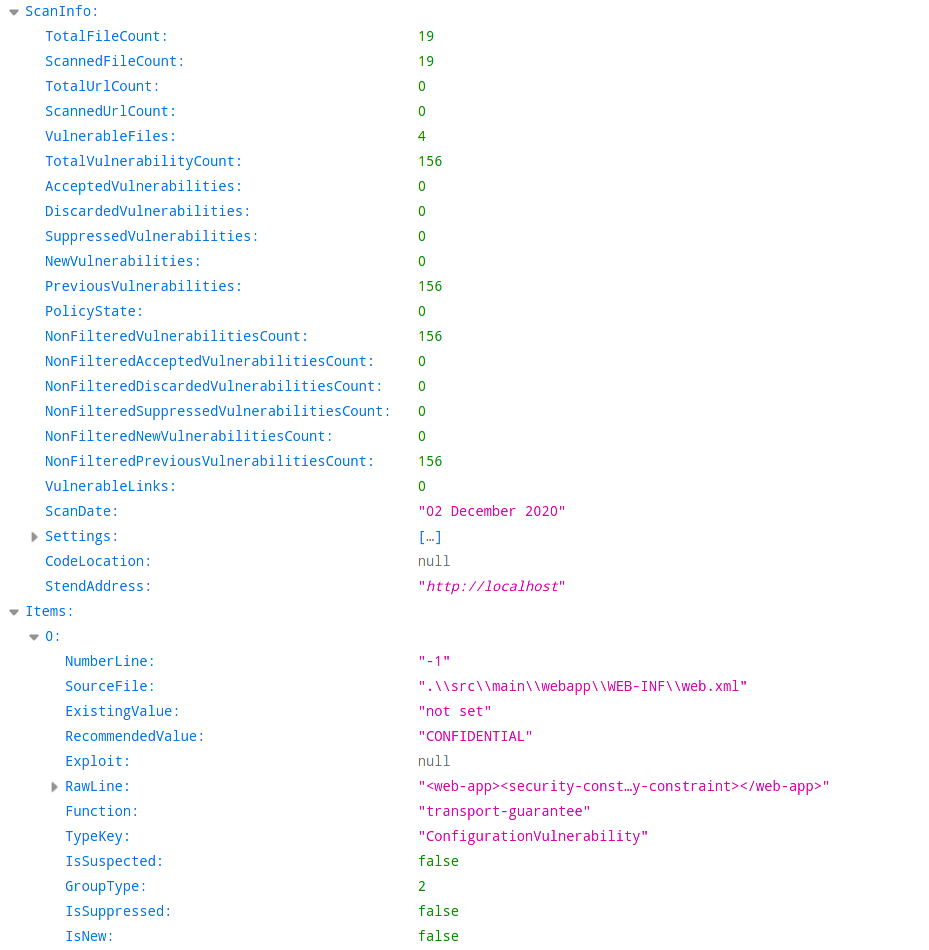 ScanInfo:
TotalFileCount: 19
ScannedFileCount: 19
TotalUrlCount: 0
ScannedUrlCount: 0
VulnerableFiles: 4
TotalVulnerabilityCount: 156
AcceptedVulnerabilities: 0
DiscardedVulnerabilities: 0
SuppressedVulnerabilities: 0
NewVulnerabilities: 0
PreviousVulnerabilities: 156
PolicyState: 0
NonFilteredVulnerabilitiesCount: 156
NonFilteredAcceptedVulnerabilitiesCount: 0
NonFilteredDiscardedVulnerabilitiesCount: 0
NonFilteredSuppressedVulnerabilitiesCount: 0
NonFilteredNewVulnerabilitiesCount: 0
NonFilteredPreviousVulnerabilitiesCount: 156
VulnerableLinks: 0
ScanDate: "02 December 2020"
Settings: […]
CodeLocation: null
StendAddress: "http://localhost"
Items:
0:
NumberLine: "-1"
SourceFile: ".\\src\\main\\webapp\\WEB-INF\\web.xml"
ExistingValue: "not set"
RecommendedValue: "CONFIDENTIAL"
Exploit: null
RawLine: "<web-app><security-const…y-constraint></web-app>"
Function: "transport-guarantee"
TypeKey: "ConfigurationVulnerability"
IsSuspected: false
GroupType: 2
IsSuppressed: false
IsNew: false